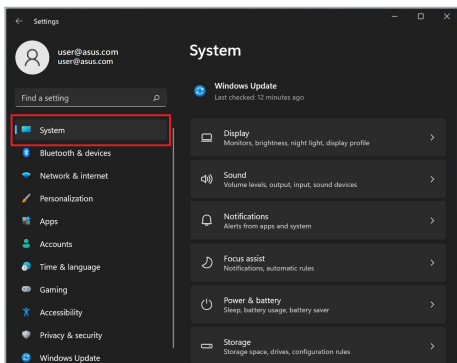 Settings
user@asus.com
user@asus.com
Find a setting
System
Bluetooth & devices
Network & internet
Personalization
Apps
Accounts
Time & language
Gaming
Accessibility
Privacy & security
Windows Update
System
Windows Update
Last checked: 12 minutes ago
Display
Monitors, brightness, night light, display profile
Sound
Volume levels, output, input, sound devices
Notifications
Alerts from apps and system
Focus assist
Notifications, automatic rules
Power & battery
Sleep, battery usage, battery saver
Storage
Storage space, drives, configuration rules